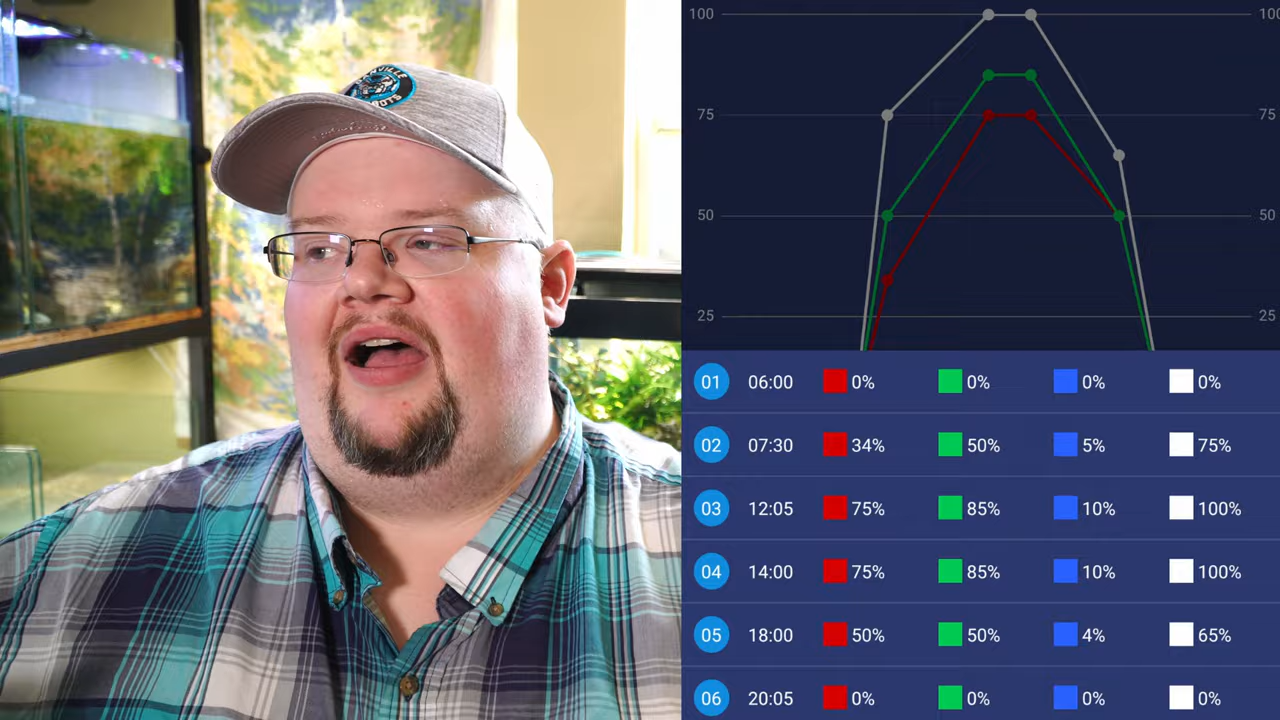 100 100
75 75
50 50
25 25
01 06:00 0% 0% 0% 0%
02 07:30 34% 50% 5% 75%
03 12:05 75% 85% 10% 100%
04 14:00 75% 85% 10% 100%
05 18:00 50% 50% 4% 65%
06 20:05 0% 0% 0% 0%